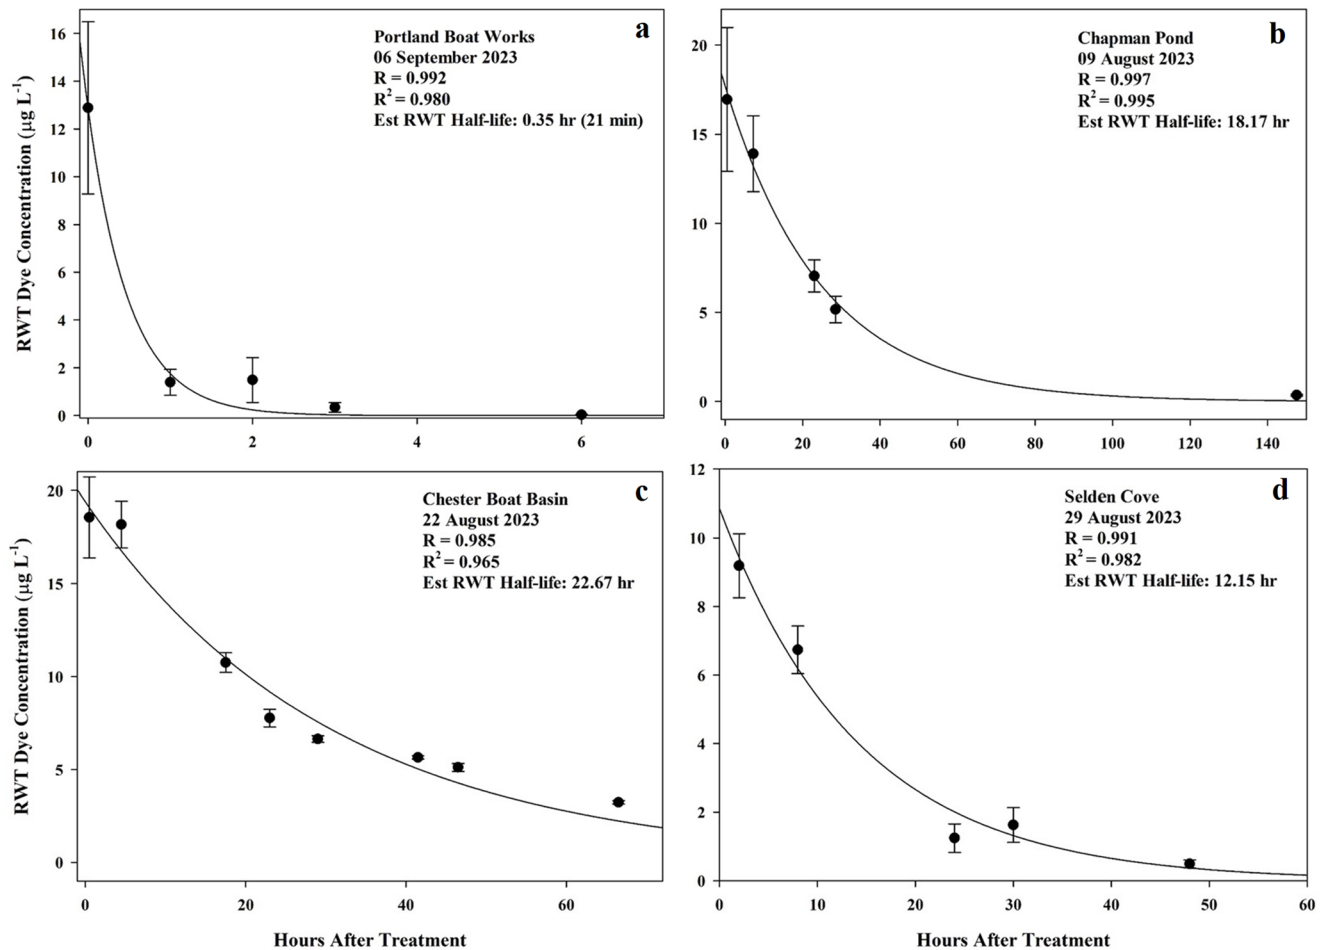 a
Portland Boat Works
06 September 2023
R = 0.992
R² = 0.980
Est RWT Half-life: 0.35 hr (21 min)
RWT Dye Concentration (µg L⁻¹)
16
14
12
10
8
6
4
2
0
0 2 4 6
b
Chapman Pond
09 August 2023
R = 0.997
R² = 0.995
Est RWT Half-life: 18.17 hr
20
15
10
5
0
0 20 40 60 80 100 120 140
c
Chester Boat Basin
22 August 2023
R = 0.985
R² = 0.965
Est RWT Half-life: 22.67 hr
RWT Dye Concentration (µg L⁻¹)
20
15
10
5
0
0 20 40 60
Hours After Treatment
d
Selden Cove
29 August 2023
R = 0.991
R² = 0.982
Est RWT Half-life: 12.15 hr
12
10
8
6
4
2
0
0 10 20 30 40 50 60
Hours After Treatment